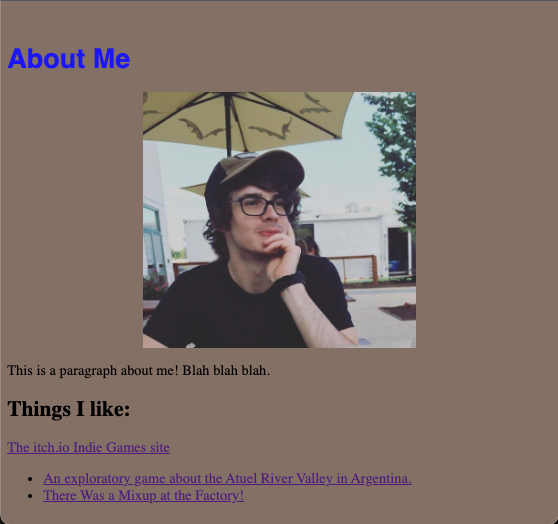 About Me
This is a paragraph about me! Blah blah blah.
Things I like:
The itch.io Indie Games site
An exploratory game about the Atuel River Valley in Argentina.
There Was a Mixup at the Factory!